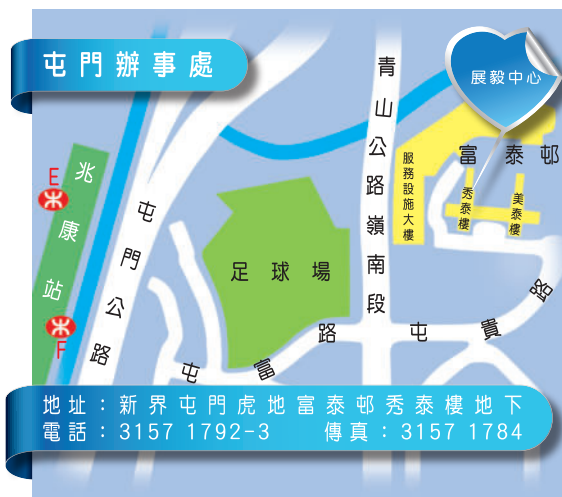 屯門辦事處
展毅中心
青山公路嶺南段
服務設施大樓
富泰邨
秀泰樓
美泰樓
E
兆康站
F
屯門公路
足球場
屯富路
屯貴路
地址：新界屯門虎地富泰邨秀泰樓地下
電話：3157 1792-3 傳真：3157 1784